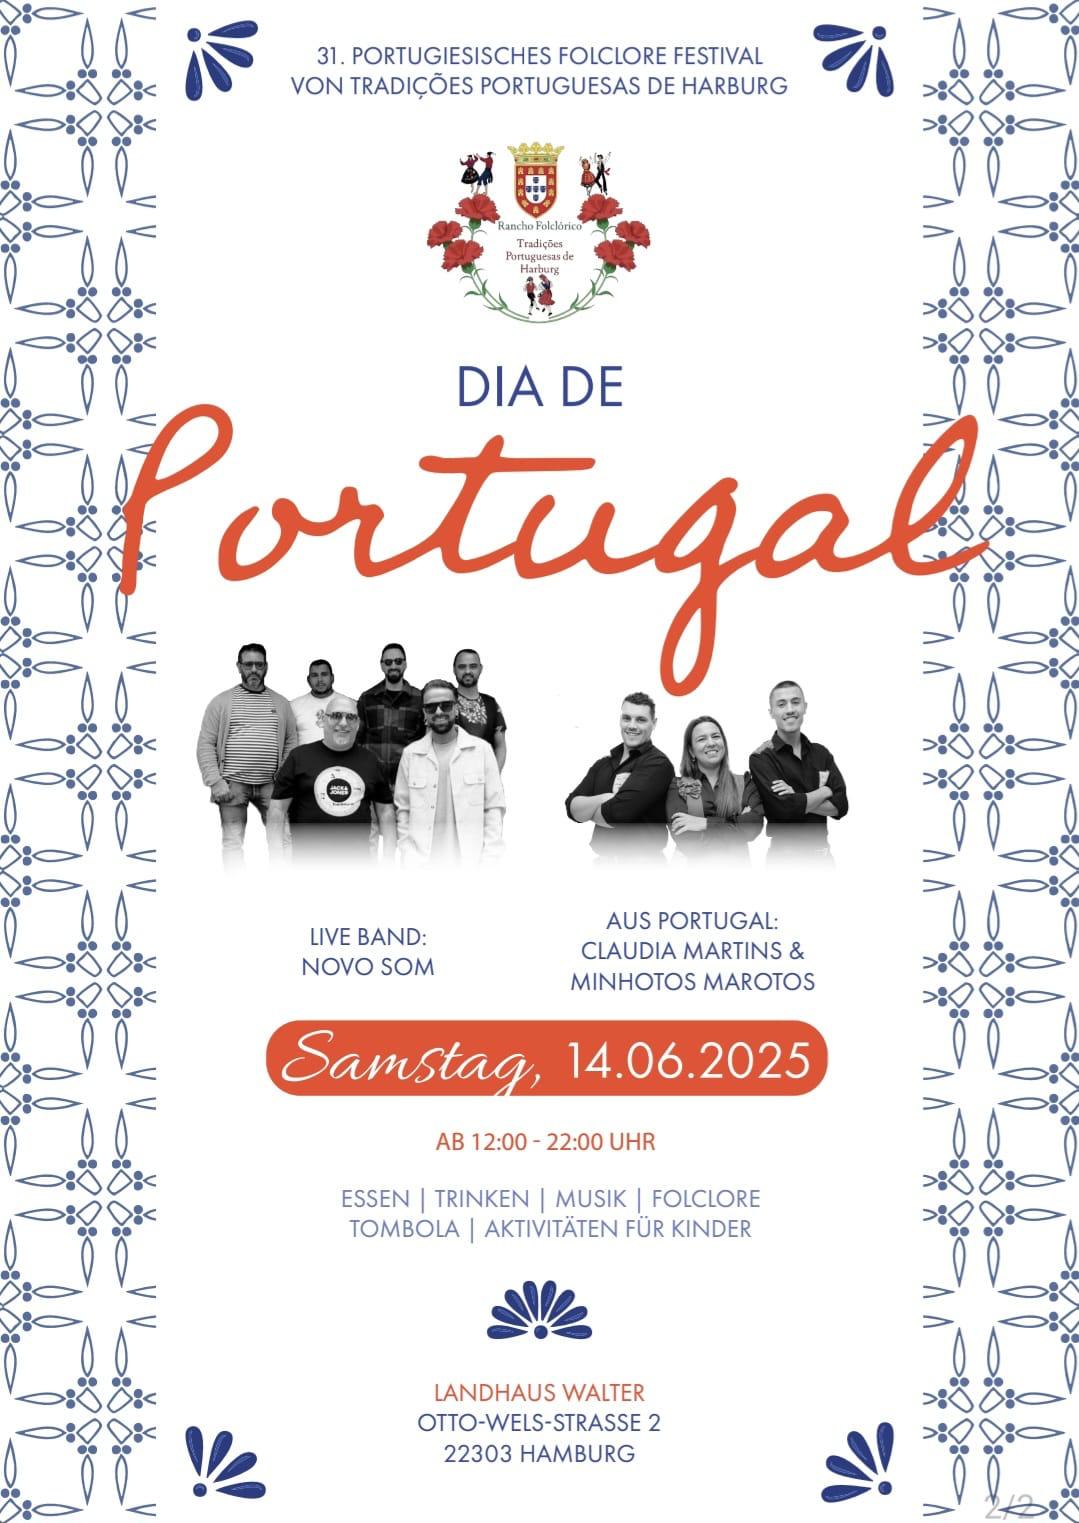 31. PORTUGIESISCHES FOLCLORE FESTIVAL
VON TRADIÇÕES PORTUGUESAS DE HARBURG
Rancho Folclórico
Tradições
Portuguesas de
Harburg
DIA DE
Portugal
JACK&
JONES
LIVE BAND:
NOVO SOM
AUS PORTUGAL:
CLAUDIA MARTINS &
MINHOTOS MAROTOS
Samstag, 14.06.2025
AB 12:00 - 22:00 UHR
ESSEN | TRINKEN | MUSIK | FOLCLORE
TOMBOLA | AKTIVITÄTEN FÜR KINDER
LANDHAUS WALTER
OTTO-WELS-STRASSE 2
22303 HAMBURG
2/2